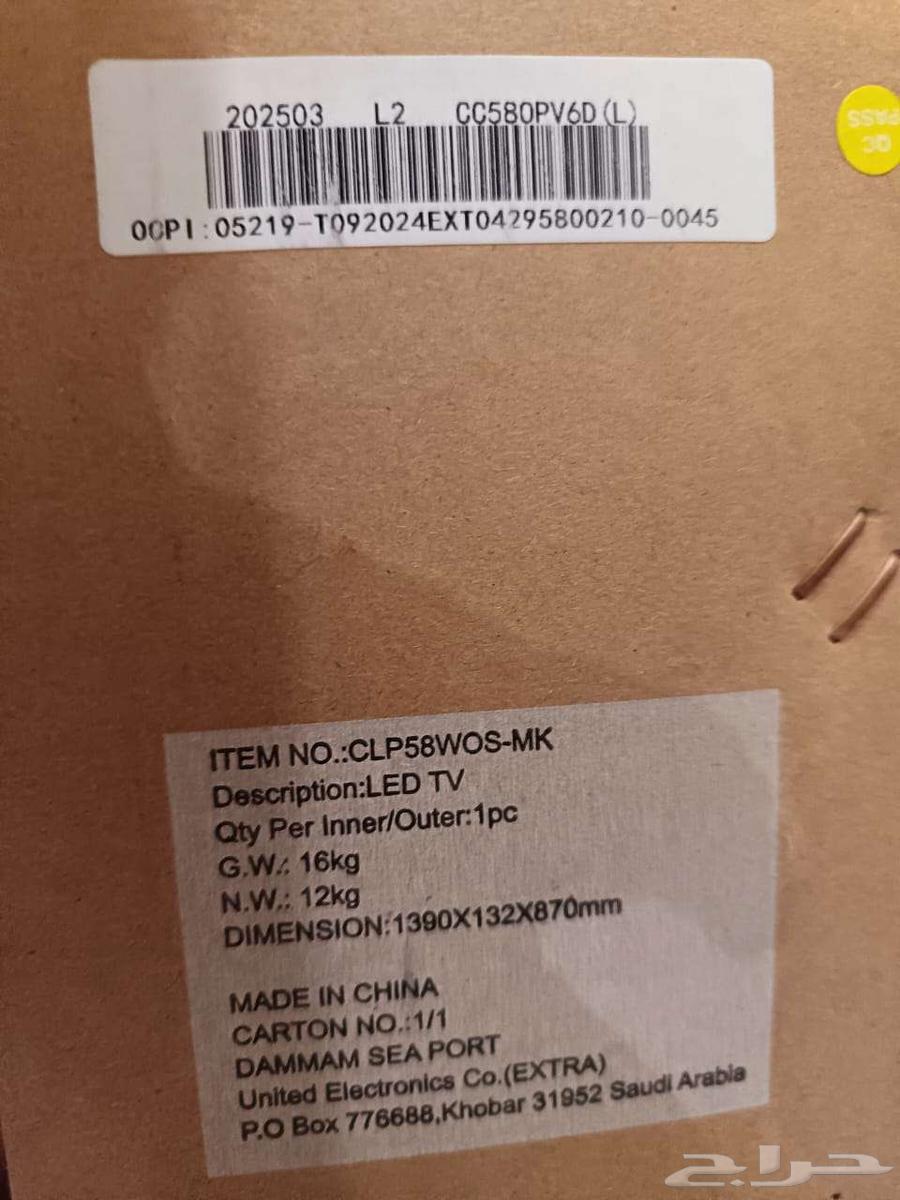 202503 L2 CC580PV6D(L)
OCPI:05219-T092024EXT04295800210-0045
QC
PASS
ITEM NO.:CLP58WOS-MK
Description:LED TV
Qty Per Inner/Outer:1pc
G.W.: 16kg
N.W.: 12kg
DIMENSION:1390X132X870mm
MADE IN CHINA
CARTON NO.:1/1
DAMMAM SEA PORT
United Electronics Co.(EXTRA)
P.O Box 776688,Khobar 31952 Saudi Arabia
حراج